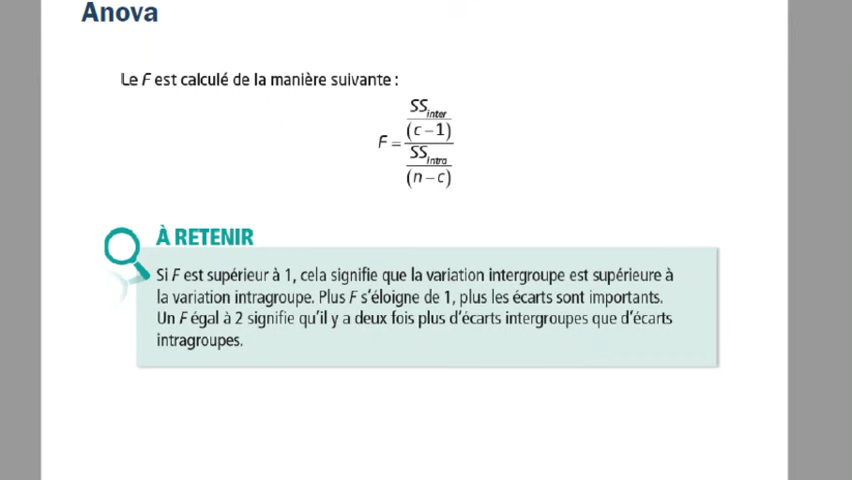 Anova
Le F est calculé de la manière suivante :
SS_inter
(c – 1)
F =
SS_intra
(n – c)
À RETENIR
Si F est supérieur à 1, cela signifie que la variation intergroupe est supérieure à
la variation intragroupe. Plus F s'éloigne de 1, plus les écarts sont importants.
Un F égal à 2 signifie qu'il y a deux fois plus d'écarts intergroupes que d'écarts
intragroupes.